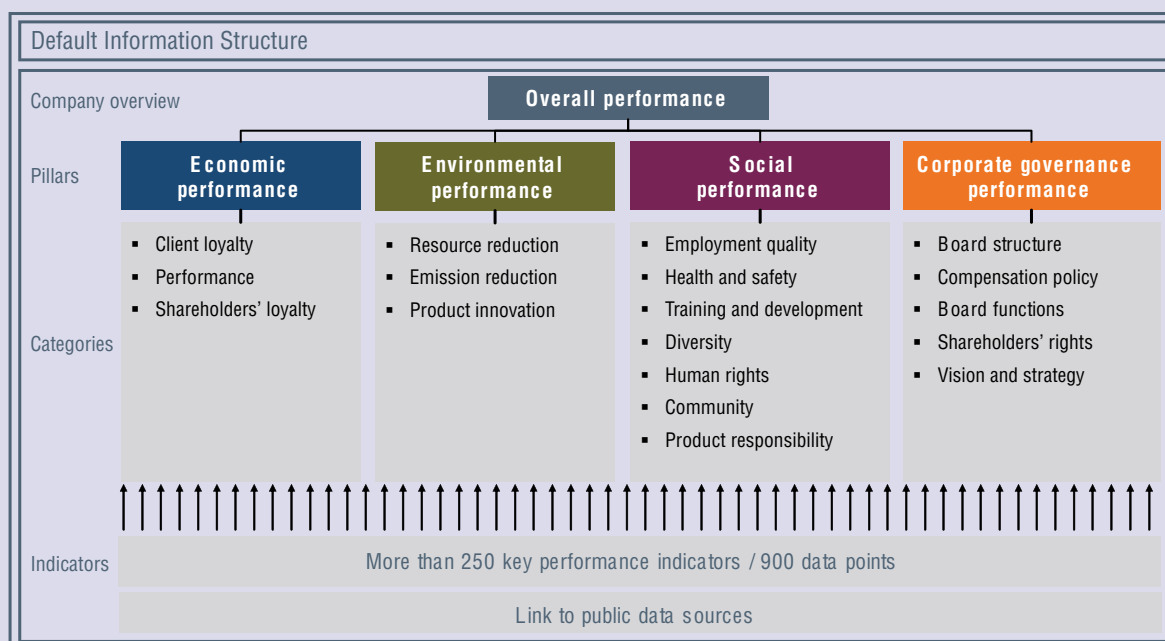 Default Information Structure
Company overview
Overall performance
Pillars
Economic
performance
Environmental
performance
Social
performance
Corporate governance
performance
Categories
▪ Client loyalty
▪ Performance
▪ Shareholders' loyalty
▪ Resource reduction
▪ Emission reduction
▪ Product innovation
▪ Employment quality
▪ Health and safety
▪ Training and development
▪ Diversity
▪ Human rights
▪ Community
▪ Product responsibility
▪ Board structure
▪ Compensation policy
▪ Board functions
▪ Shareholders' rights
▪ Vision and strategy
Indicators
More than 250 key performance indicators / 900 data points
Link to public data sources